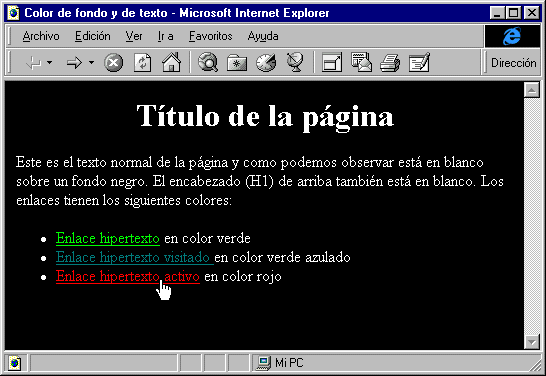 Color de fondo y de texto - Microsoft Internet Explorer
Archivo Edición Ver Ir a Favoritos Ayuda
Dirección
Título de la página
Este es el texto normal de la página y como podemos observar está en blanco
sobre un fondo negro. El encabezado (H1) de arriba también está en blanco. Los
enlaces tienen los siguientes colores:
Enlace hipertexto en color verde
Enlace hipertexto visitado en color verde azulado
Enlace hipertexto activo en color rojo
Mi PC